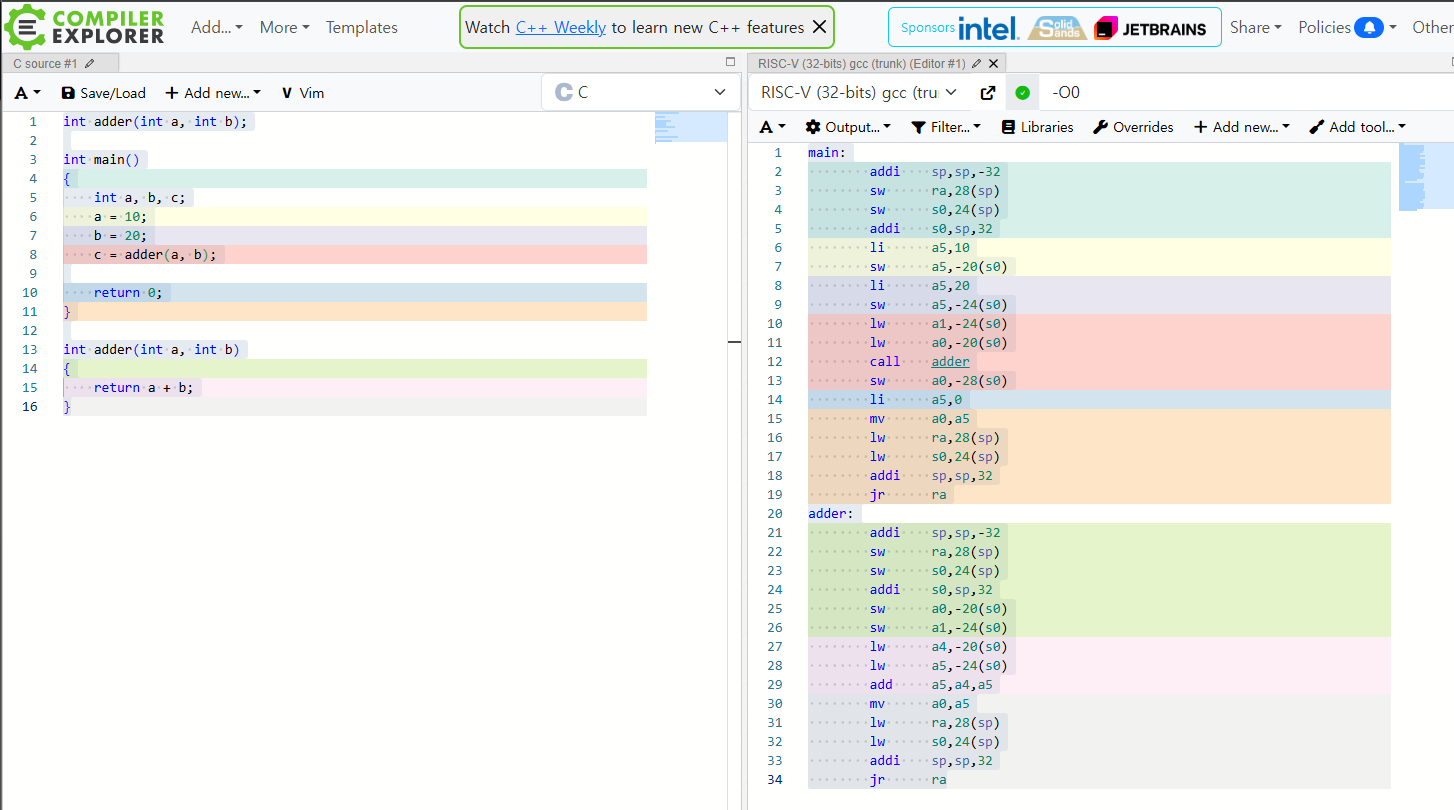 COMPILER EXPLORER
Add... More Templates
Watch C++ Weekly to learn new C++ features
Sponsors intel. Solid Sands JETBRAINS
Share Policies Other
C source #1
A Save/Load + Add new... V Vim
C C
1 int adder(int a, int b);
2
3 int main()
4 {
5     int a, b, c;
6     a = 10;
7     b = 20;
8     c = adder(a, b);
9
10     return 0;
11 }
12
13 int adder(int a, int b)
14 {
15     return a + b;
16 }
RISC-V (32-bits) gcc (trunk) (Editor #1)
RISC-V (32-bits) gcc (tru -O0
A Output... Filter... Libraries Overrides + Add new... Add tool...
1 main:
2         addi    sp,sp,-32
3         sw      ra,28(sp)
4         sw      s0,24(sp)
5         addi    s0,sp,32
6         li      a5,10
7         sw      a5,-20(s0)
8         li      a5,20
9         sw      a5,-24(s0)
10         lw      a1,-24(s0)
11         lw      a0,-20(s0)
12         call    adder
13         sw      a0,-28(s0)
14         li      a5,0
15         mv      a0,a5
16         lw      ra,28(sp)
17         lw      s0,24(sp)
18         addi    sp,sp,32
19         jr      ra
20 adder:
21         addi    sp,sp,-32
22         sw      ra,28(sp)
23         sw      s0,24(sp)
24         addi    s0,sp,32
25         sw      a0,-20(s0)
26         sw      a1,-24(s0)
27         lw      a4,-20(s0)
28         lw      a5,-24(s0)
29         add     a5,a4,a5
30         mv      a0,a5
31         lw      ra,28(sp)
32         lw      s0,24(sp)
33         addi    sp,sp,32
34         jr      ra